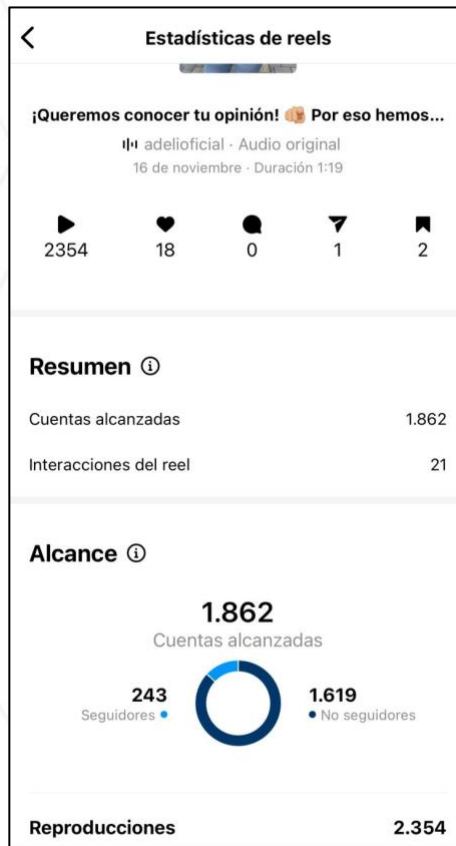 Estadísticas de reels
¡Queremos conocer tu opinión! 🫵🏼 Por eso hemos...
adelioficial · Audio original
16 de noviembre · Duración 1:19
2354 18 0 1 2
Resumen
Cuentas alcanzadas 1.862
Interacciones del reel 21
Alcance
1.862
Cuentas alcanzadas
243 1.619
Seguidores • • No seguidores
Reproducciones 2.354